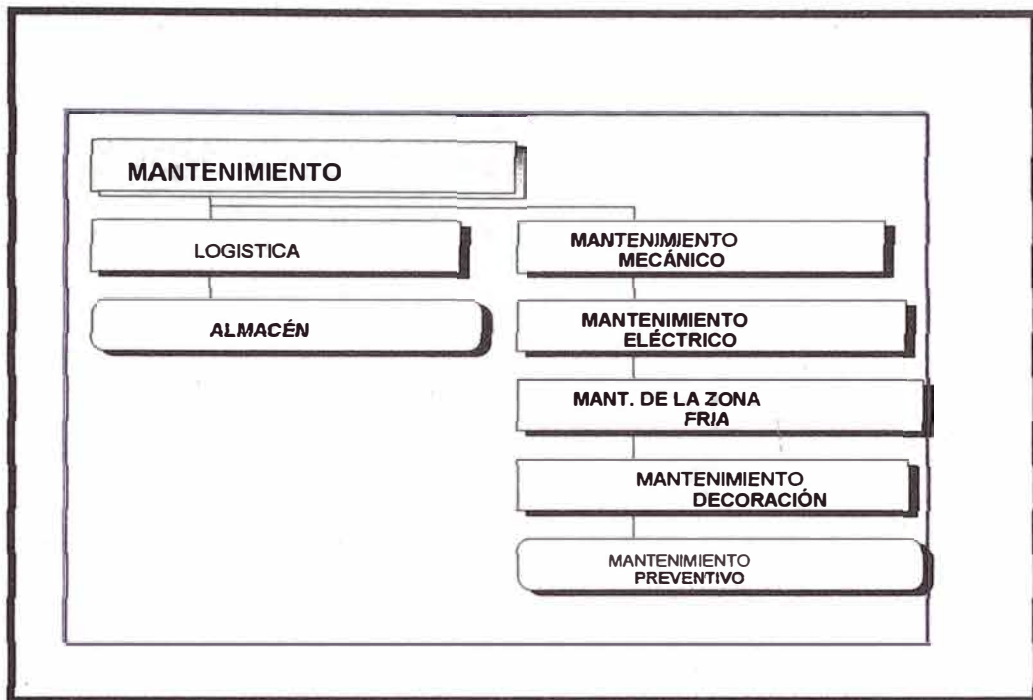 MANTENIMIENTO
LOGISTICA
ALMACÉN
MANTENIMIENTO
MECÁNICO
MANTENIMIENTO
ELÉCTRICO
MANT. DE LA ZONA
FRIA
MANTENIMIENTO
DECORACIÓN
MANTENIMIENTO
PREVENTIVO